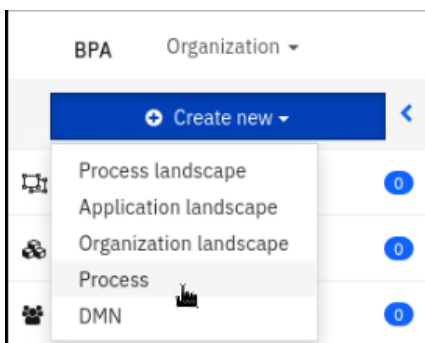 BPA Organization
Create new
Process landscape
0
Application landscape
Organization landscape
0
Process
DMN
0